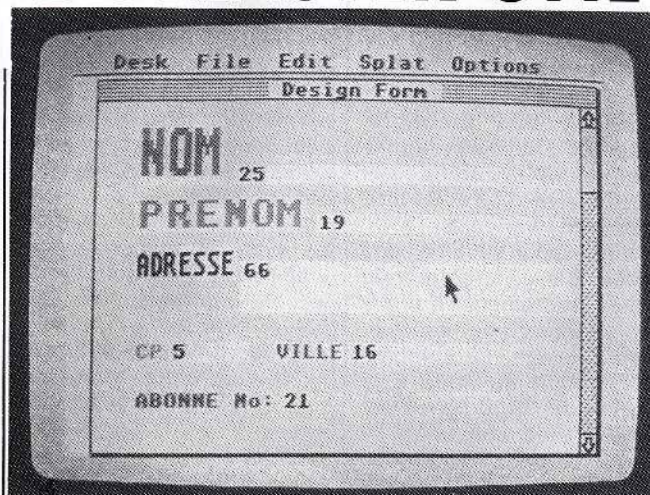 Desk File Edit Splat Options
Design Form
NOM 25
PRENOM 19
ADRESSE 66
CP 5 VILLE 16
ABONNE No: 21